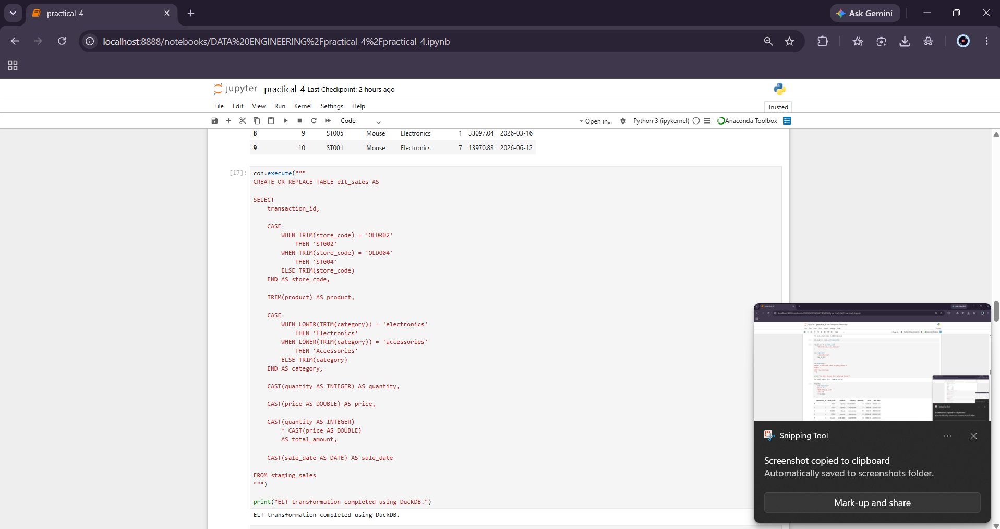 practical_4
Ask Gemini
localhost:8888/notebooks/DATA%20ENGINEERING%2Fpractical_4%2Fpractical_4.ipynb
jupyter practical_4 Last Checkpoint: 2 hours ago
File Edit View Run Kernel Settings Help
Trusted
Code
Open in... Python 3 (ipykernel) Anaconda Toolbox
8 9 ST005 Mouse Electronics 1 33097.04 2026-03-16
9 10 ST001 Mouse Electronics 7 13970.88 2026-06-12
[17]: con.execute("""
CREATE OR REPLACE TABLE elt_sales AS
SELECT
transaction_id,
CASE
WHEN TRIM(store_code) = 'OLD002'
THEN 'ST002'
WHEN TRIM(store_code) = 'OLD004'
THEN 'ST004'
ELSE TRIM(store_code)
END AS store_code,
TRIM(product) AS product,
CASE
WHEN LOWER(TRIM(category)) = 'electronics'
THEN 'Electronics'
WHEN LOWER(TRIM(category)) = 'accessories'
THEN 'Accessories'
ELSE TRIM(category)
END AS category,
CAST(quantity AS INTEGER) AS quantity,
CAST(price AS DOUBLE) AS price,
CAST(quantity AS INTEGER)
* CAST(price AS DOUBLE)
AS total_amount,
CAST(sale_date AS DATE) AS sale_date
FROM staging_sales
""")
print("ELT transformation completed using DuckDB.")
ELT transformation completed using DuckDB.
Snipping Tool
Screenshot copied to clipboard
Automatically saved to screenshots folder.
Mark-up and share